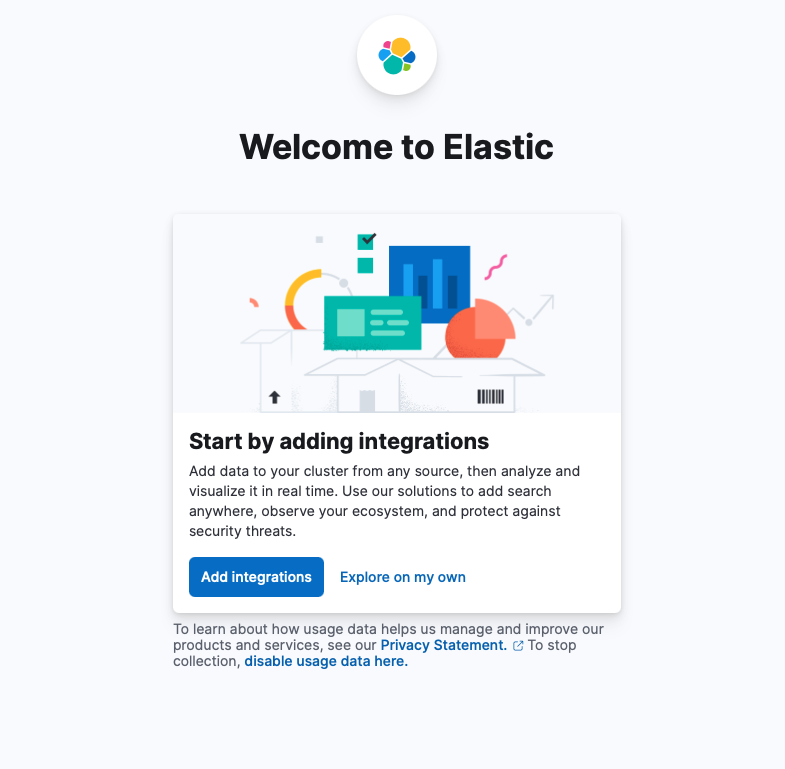 Welcome to Elastic
Start by adding integrations
Add data to your cluster from any source, then analyze and
visualize it in real time. Use our solutions to add search
anywhere, observe your ecosystem, and protect against
security threats.
Add integrations
Explore on my own
To learn about how usage data helps us manage and improve our
products and services, see our Privacy Statement. To stop
collection, disable usage data here.